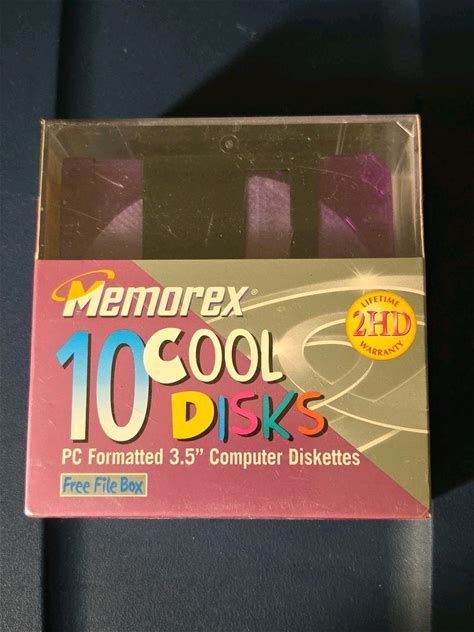 Memorex®
LIFETIME
2HD
WARRANTY
10 COOL
DISKS
PC Formatted 3.5" Computer Diskettes
Free File Box